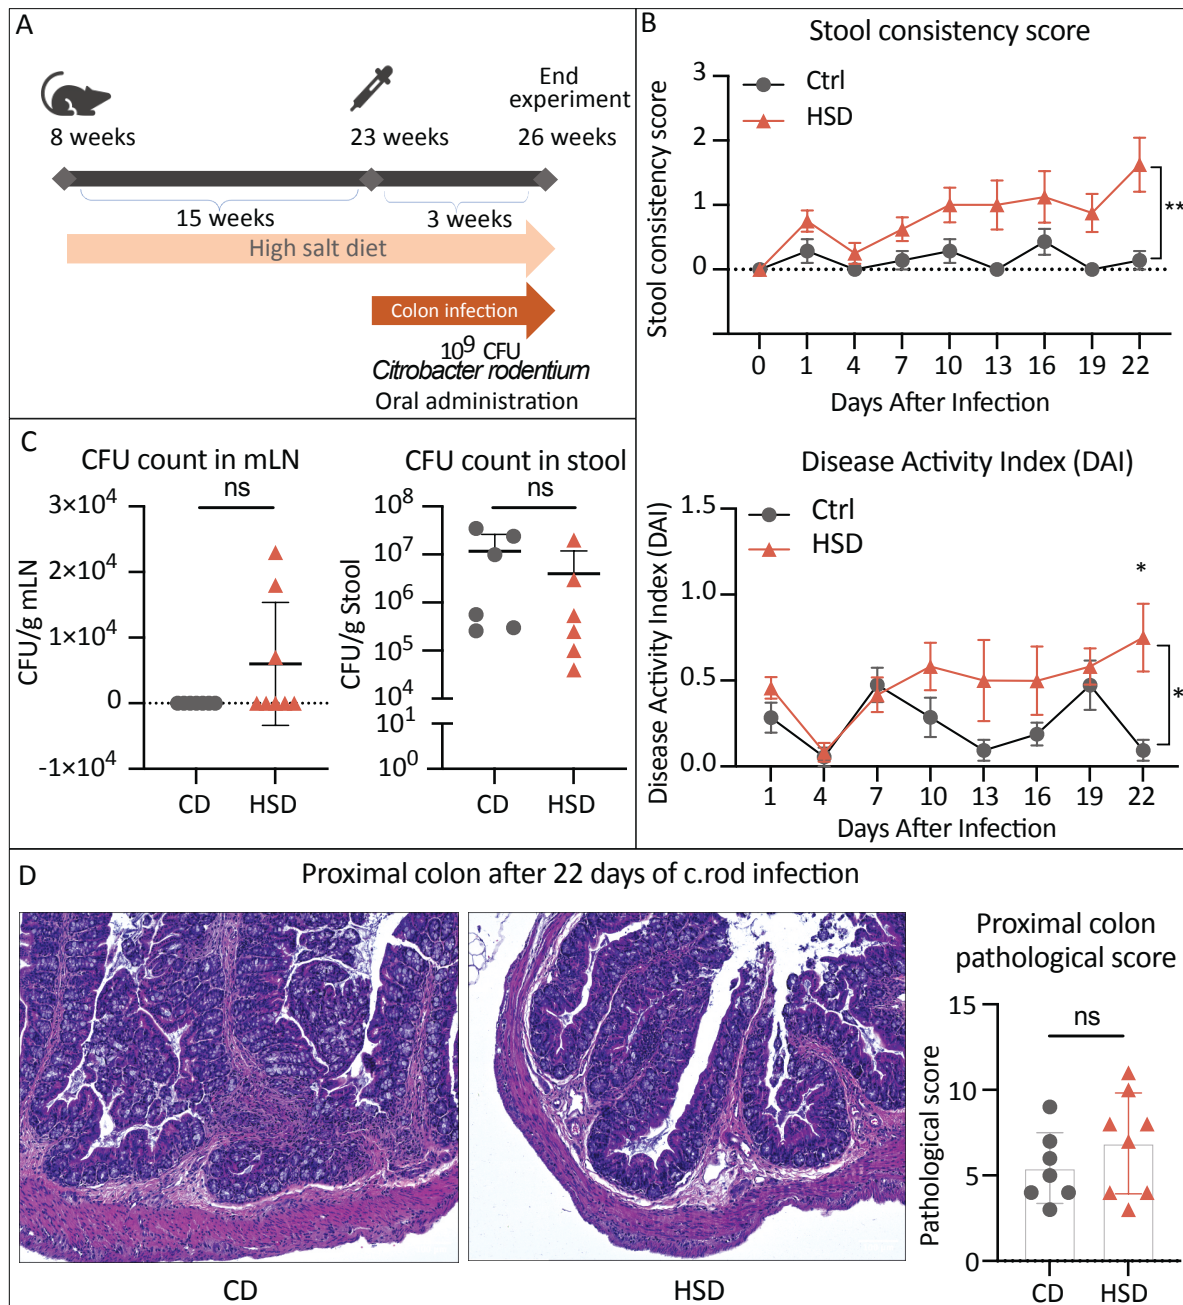 A
8 weeks
23 weeks
End
experiment
26 weeks
15 weeks
3 weeks
High salt diet
Colon infection
10⁹ CFU
Citrobacter rodentium
Oral administration
B
Stool consistency score
Ctrl
HSD
Stool consistency score
3
2
1
0
**
0 1 4 7 10 13 16 19 22
Days After Infection
Disease Activity Index (DAI)
Ctrl
HSD
Disease Activity Index (DAI)
1.5
1.0
0.5
0.0
*
*
1 4 7 10 13 16 19 22
Days After Infection
C
CFU count in mLN
ns
CFU/g mLN
3×10⁴
2×10⁴
1×10⁴
0
-1×10⁴
CD HSD
CFU count in stool
ns
CFU/g Stool
10⁸
10⁷
10⁶
10⁵
10⁴
10¹
10⁰
CD HSD
D
Proximal colon after 22 days of c.rod infection
CD
HSD
Proximal colon
pathological score
ns
Pathological score
15
10
5
0
CD HSD